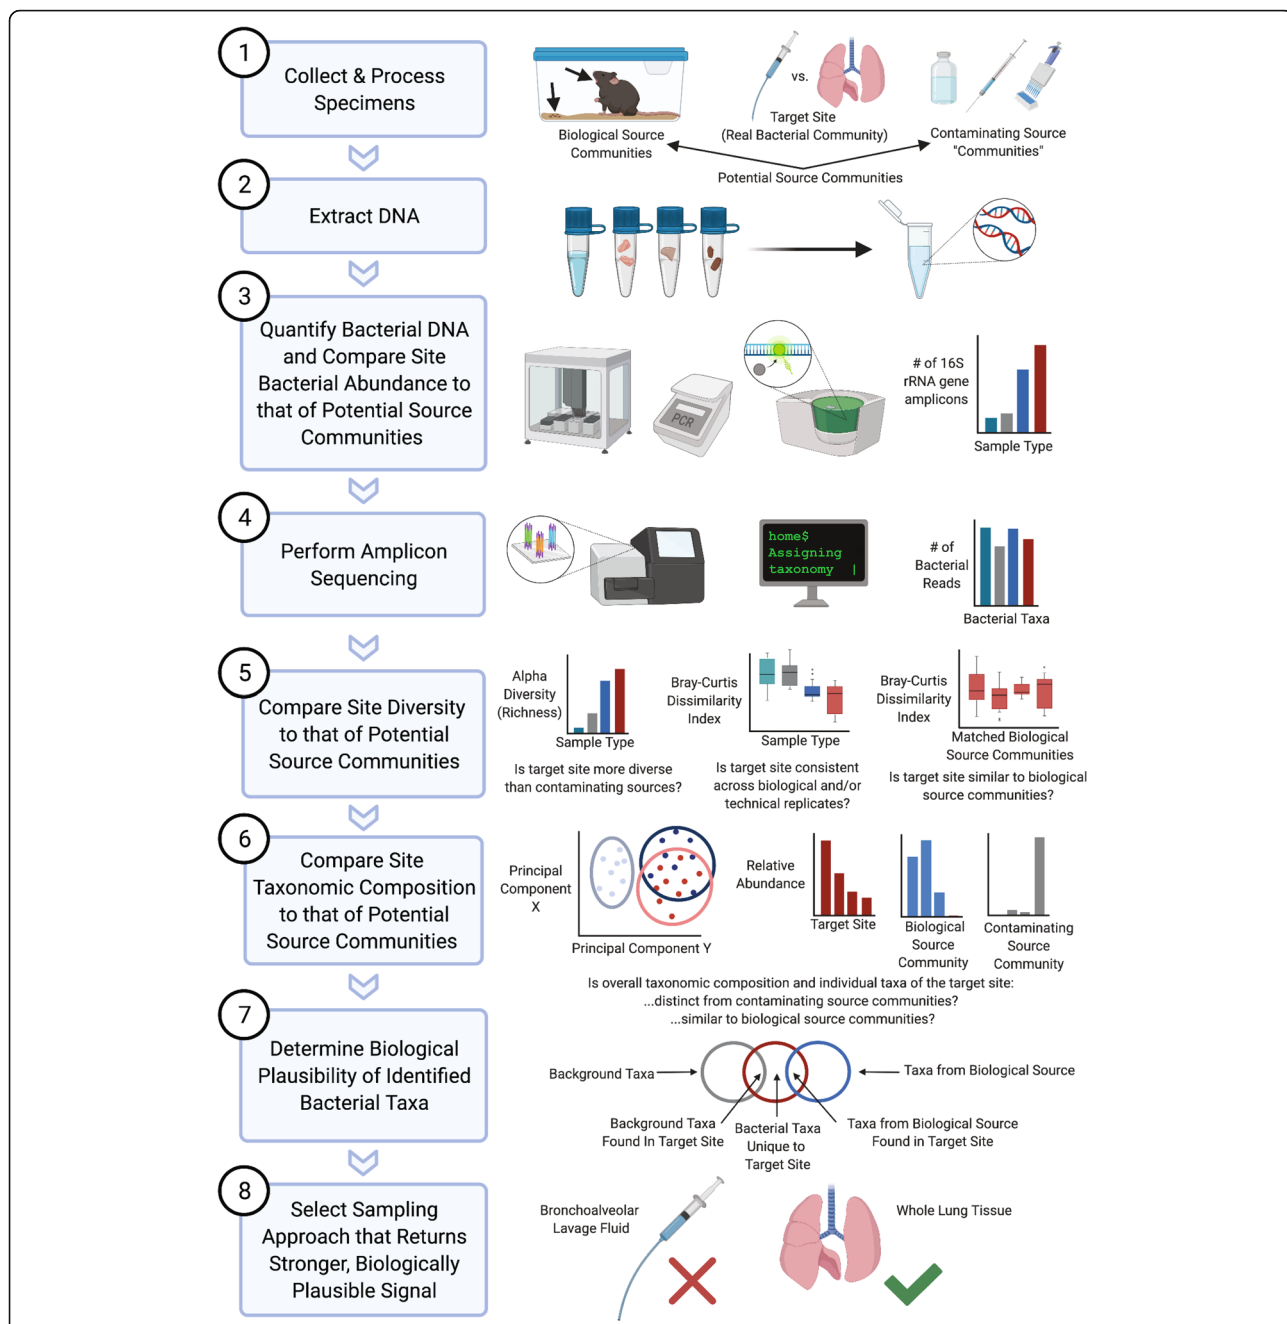 1
Collect & Process
Specimens
vs.
Target Site
(Real Bacterial Community)
Biological Source
Communities
Contaminating Source
"Communities"
Potential Source Communities
2
Extract DNA
3
Quantify Bacterial DNA
and Compare Site
Bacterial Abundance to
that of Potential Source
Communities
PCR
# of 16S
rRNA gene
amplicons
Sample Type
4
Perform Amplicon
Sequencing
home$
Assigning
taxonomy |
# of
Bacterial
Reads
Bacterial Taxa
5
Compare Site Diversity
to that of Potential
Source Communities
Alpha
Diversity
(Richness)
Sample Type
Is target site more diverse
than contaminating sources?
Bray-Curtis
Dissimilarity
Index
Sample Type
Is target site consistent
across biological and/or
technical replicates?
Bray-Curtis
Dissimilarity
Index
Matched Biological
Source Communities
Is target site similar to biological
source communities?
6
Compare Site
Taxonomic Composition
to that of Potential
Source Communities
Principal
Component
X
Principal Component Y
Relative
Abundance
Target Site
Biological
Source
Community
Contaminating
Source
Community
Is overall taxonomic composition and individual taxa of the target site:
...distinct from contaminating source communities?
...similar to biological source communities?
7
Determine Biological
Plausibility of Identified
Bacterial Taxa
Background Taxa
Taxa from Biological Source
Background Taxa
Found In Target Site
Bacterial Taxa
Unique to
Target Site
Taxa from Biological Source
Found in Target Site
8
Select Sampling
Approach that Returns
Stronger, Biologically
Plausible Signal
Bronchoalveolar
Lavage Fluid
Whole Lung Tissue